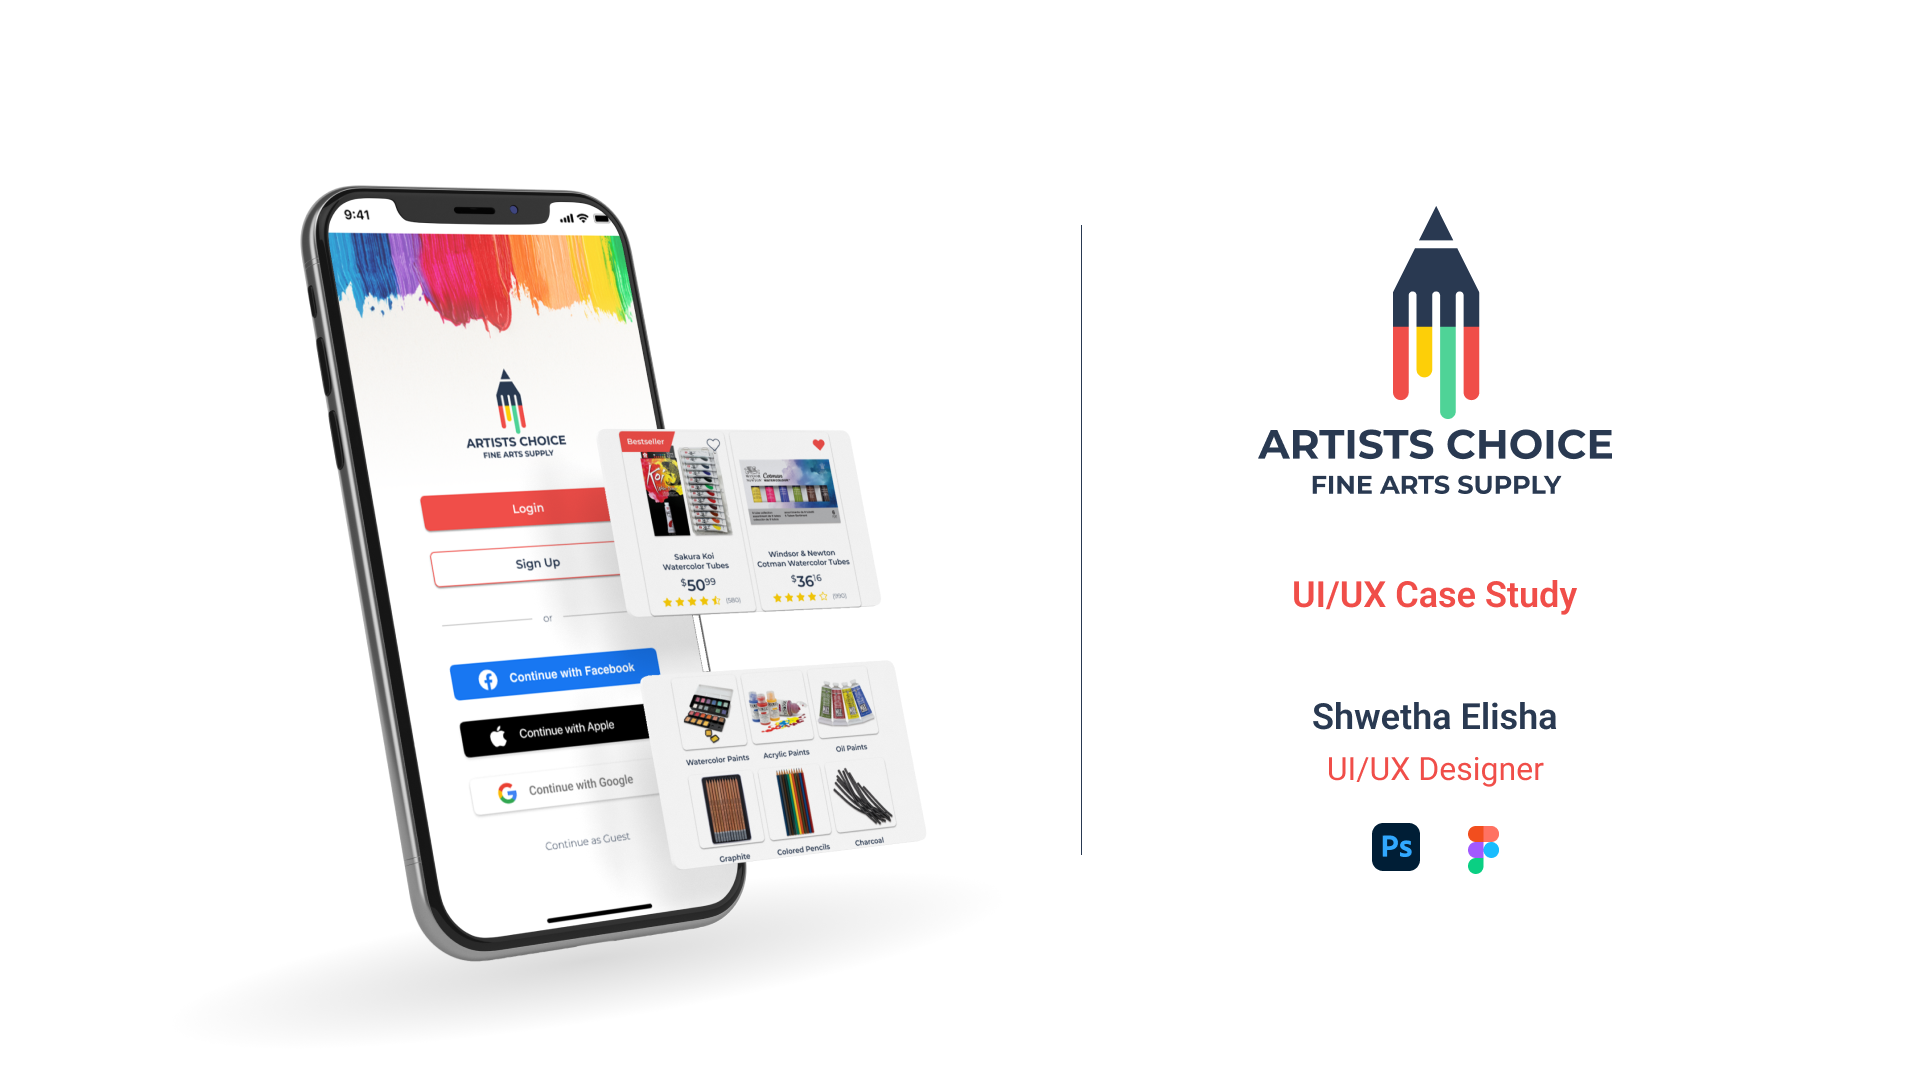 9:41
ARTISTS CHOICE
FINE ARTS SUPPLY
Login
Sign Up
or
Continue with Facebook
Continue with Apple
Continue with Google
Continue as Guest
Bestseller
Koi
Sakura Koi
Watercolor Tubes
$50 99
(580)
Cotman
Windsor & Newton
Cotman Watercolor Tubes
$36 16
(990)
Watercolor Paints
Acrylic Paints
Oil Paints
Graphite
Colored Pencils
Charcoal
ARTISTS CHOICE
FINE ARTS SUPPLY
UI/UX Case Study
Shwetha Elisha
UI/UX Designer
Ps